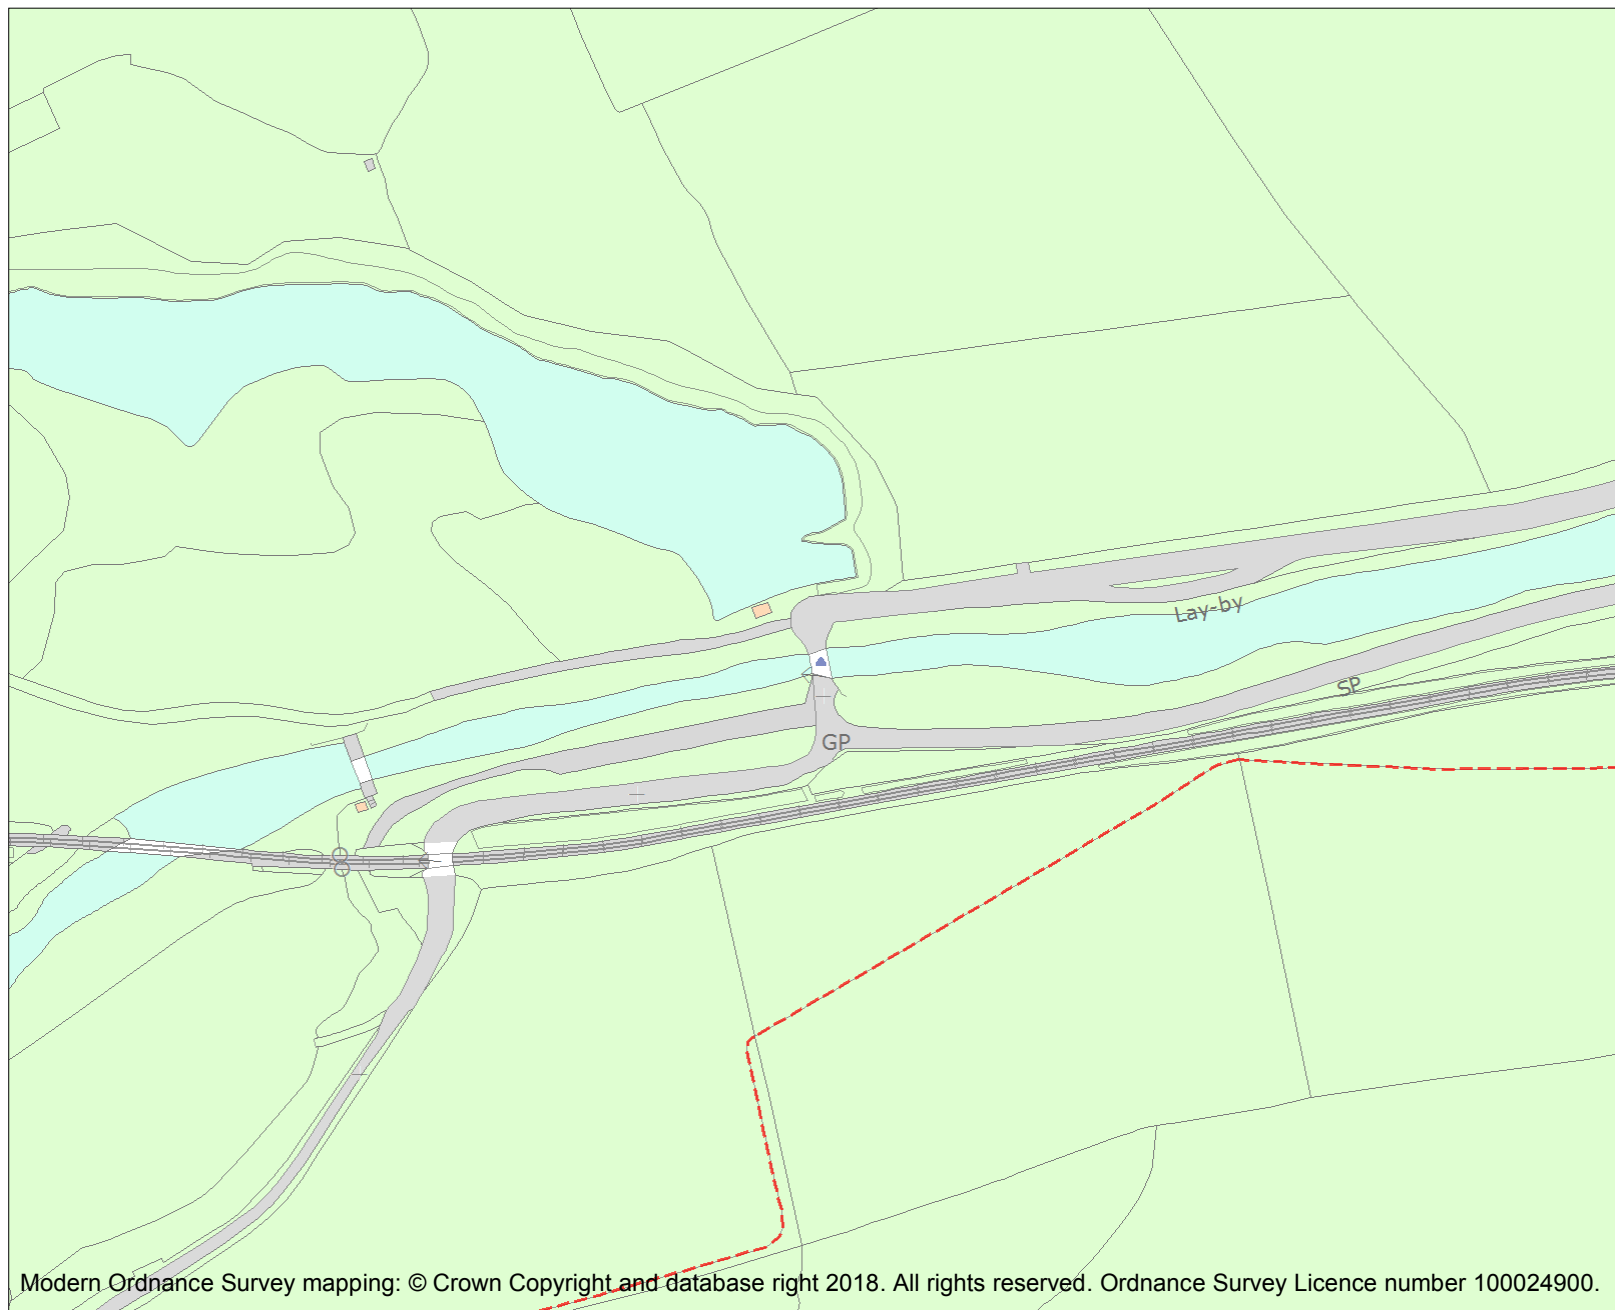 Lay-by
SP
GP
Modern Ordnance Survey mapping: © Crown Copyright and database right 2018. All rights reserved. Ordnance Survey Licence number 100024900.